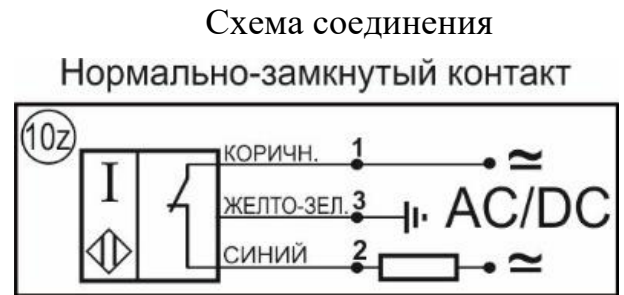 Схема соединения
Нормально-замкнутый контакт
10z
I
КОРИЧН. 1 ≃
ЖЕЛТО-ЗЕЛ. 3 AC/DC
СИНИЙ 2 ≃